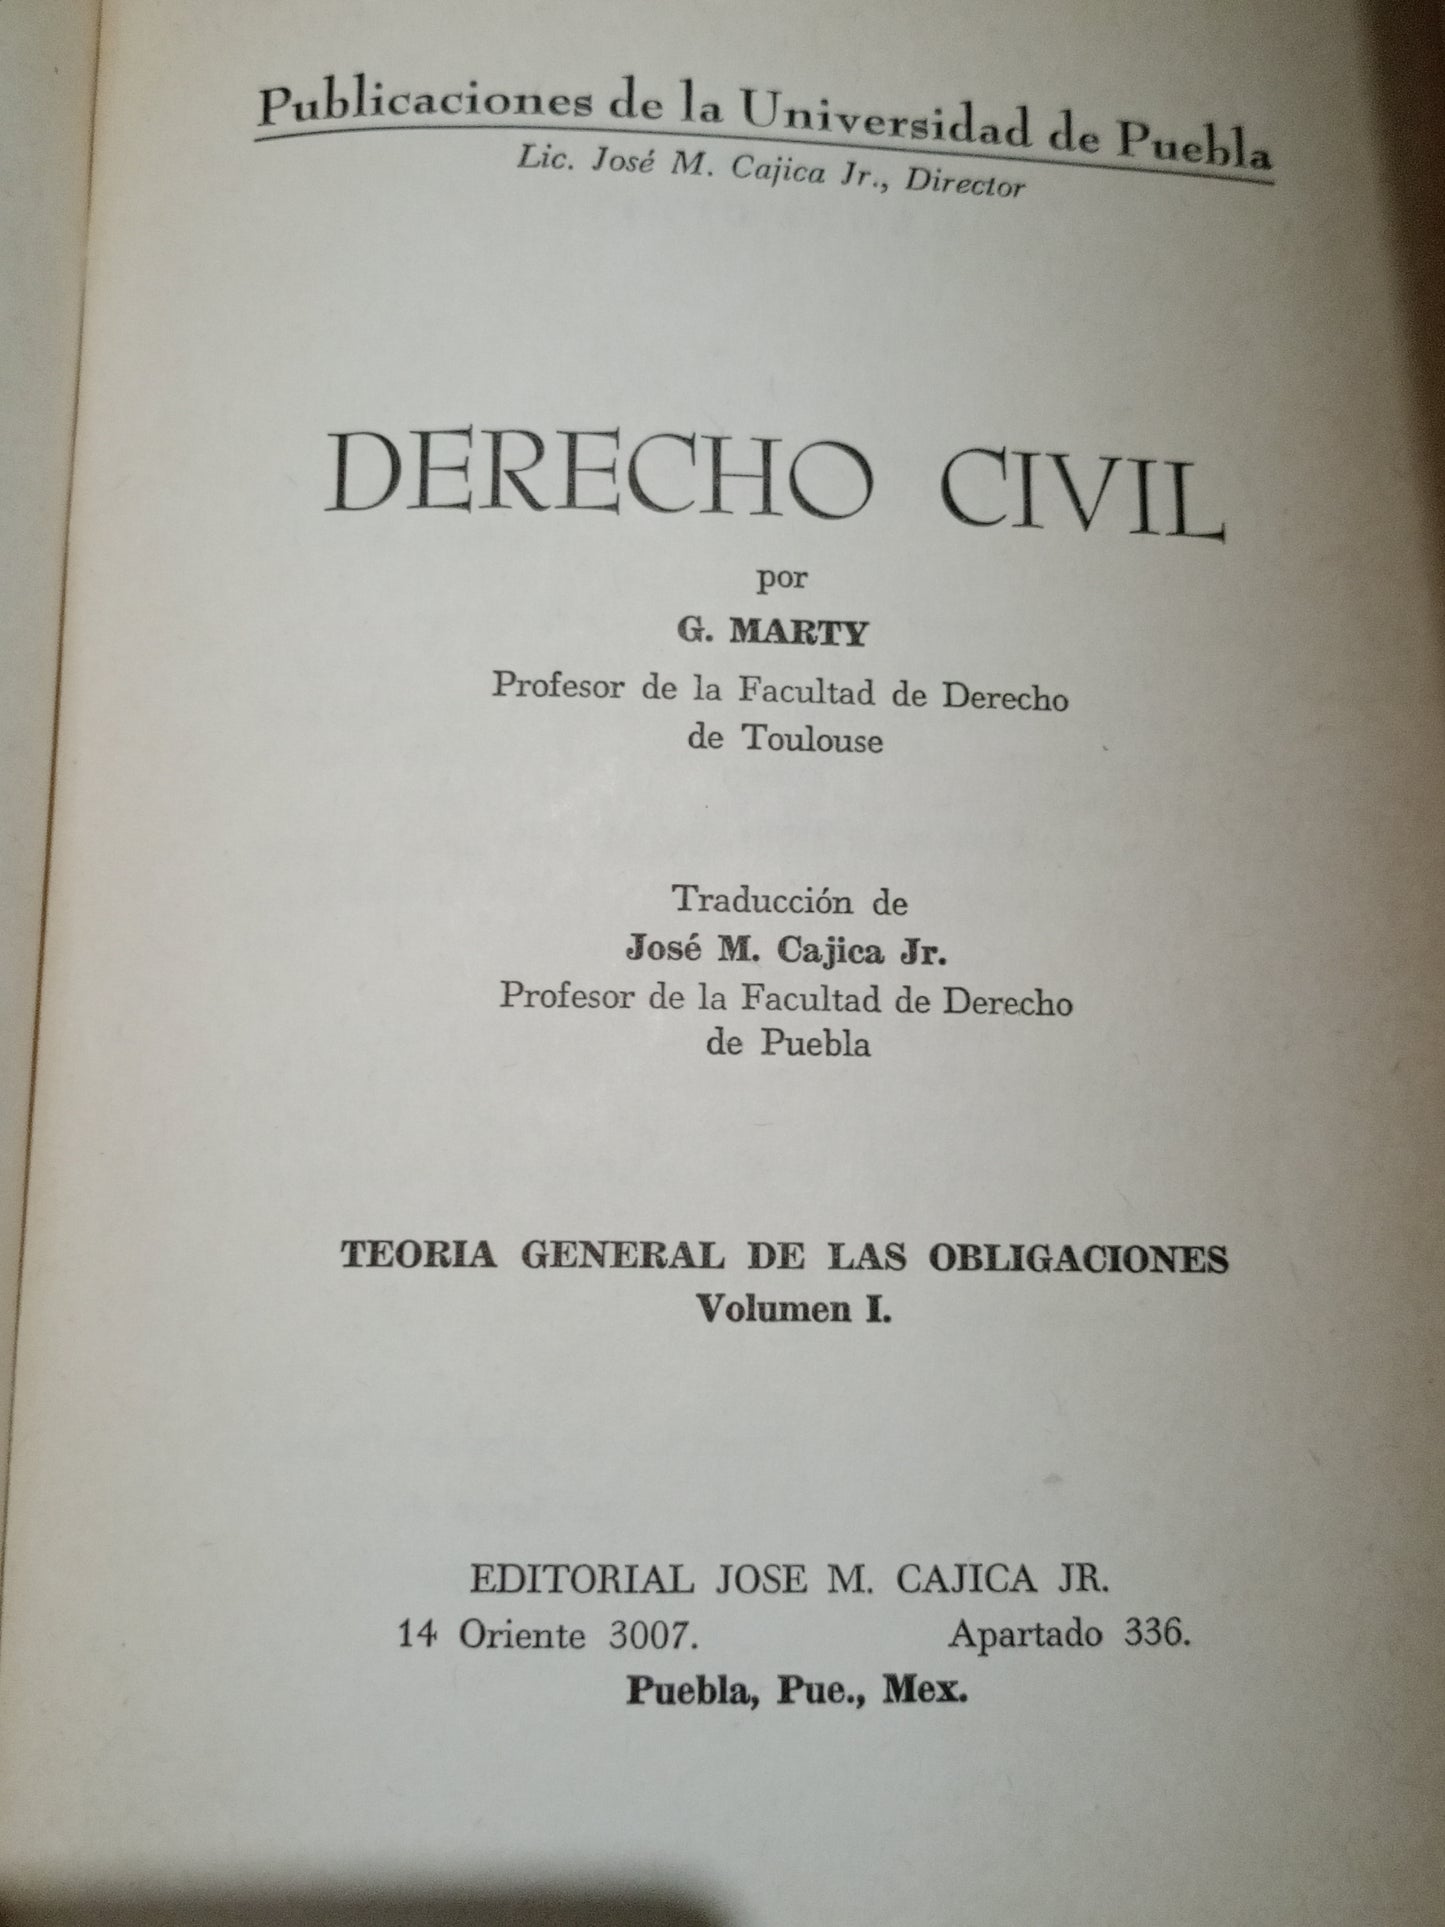 Publicaciones de la Universidad de Puebla
Lic. José M. Cajica Jr., Director
DERECHO CIVIL
por
G. MARTY
Profesor de la Facultad de Derecho
de Toulouse
Traducción de
José M. Cajica Jr.
Profesor de la Facultad de Derecho
de Puebla
TEORIA GENERAL DE LAS OBLIGACIONES
Volumen I.
EDITORIAL JOSE M. CAJICA JR.
14 Oriente 3007. Apartado 336.
Puebla, Pue., Mex.